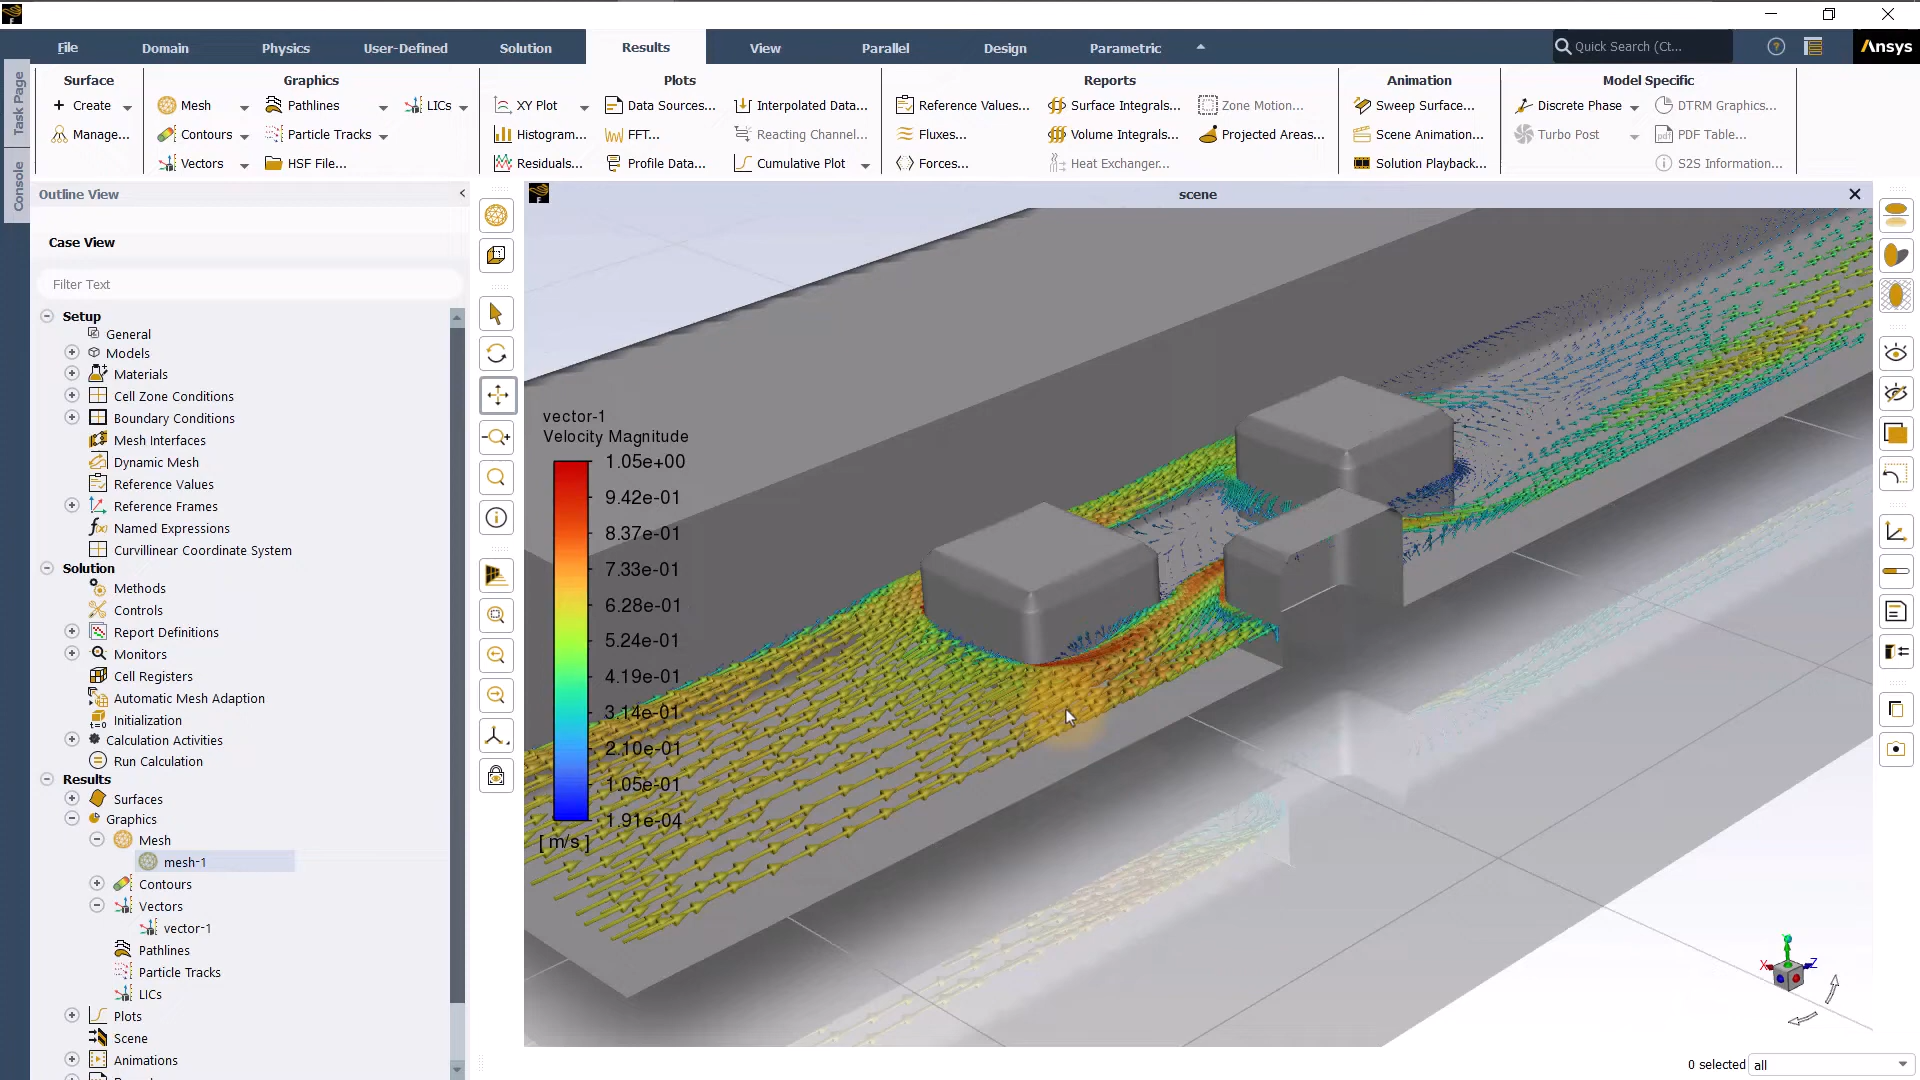 File Domain Physics User-Defined Solution Results View Parallel Design Parametric Quick Search (Ct... Ansys
Surface Graphics Plots Reports Animation Model Specific
Create Mesh Pathlines LICs XY Plot Data Sources... Interpolated Data... Reference Values... Surface Integrals... Zone Motion... Sweep Surface... Discrete Phase DTRM Graphics...
Manage... Contours Particle Tracks Histogram... FFT... Reacting Channel... Fluxes... Volume Integrals... Projected Areas... Scene Animation... Turbo Post PDF Table...
Vectors HSF File... Residuals... Profile Data... Cumulative Plot Forces... Heat Exchanger... Solution Playback... S2S Information...
Task Page
Console
Outline View
Case View
Filter Text
Setup
General
Models
Materials
Cell Zone Conditions
Boundary Conditions
Mesh Interfaces
Dynamic Mesh
Reference Values
Reference Frames
Named Expressions
Curvillinear Coordinate System
Solution
Methods
Controls
Report Definitions
Monitors
Cell Registers
Automatic Mesh Adaption
Initialization
Calculation Activities
Run Calculation
Results
Surfaces
Graphics
Mesh
mesh-1
Contours
Vectors
vector-1
Pathlines
Particle Tracks
LICs
Plots
Scene
Animations
scene
vector-1
Velocity Magnitude
1.05e+00
9.42e-01
8.37e-01
7.33e-01
6.28e-01
5.24e-01
4.19e-01
3.14e-01
2.10e-01
1.05e-01
1.91e-04
[ m/s ]
X Z
0 selected all